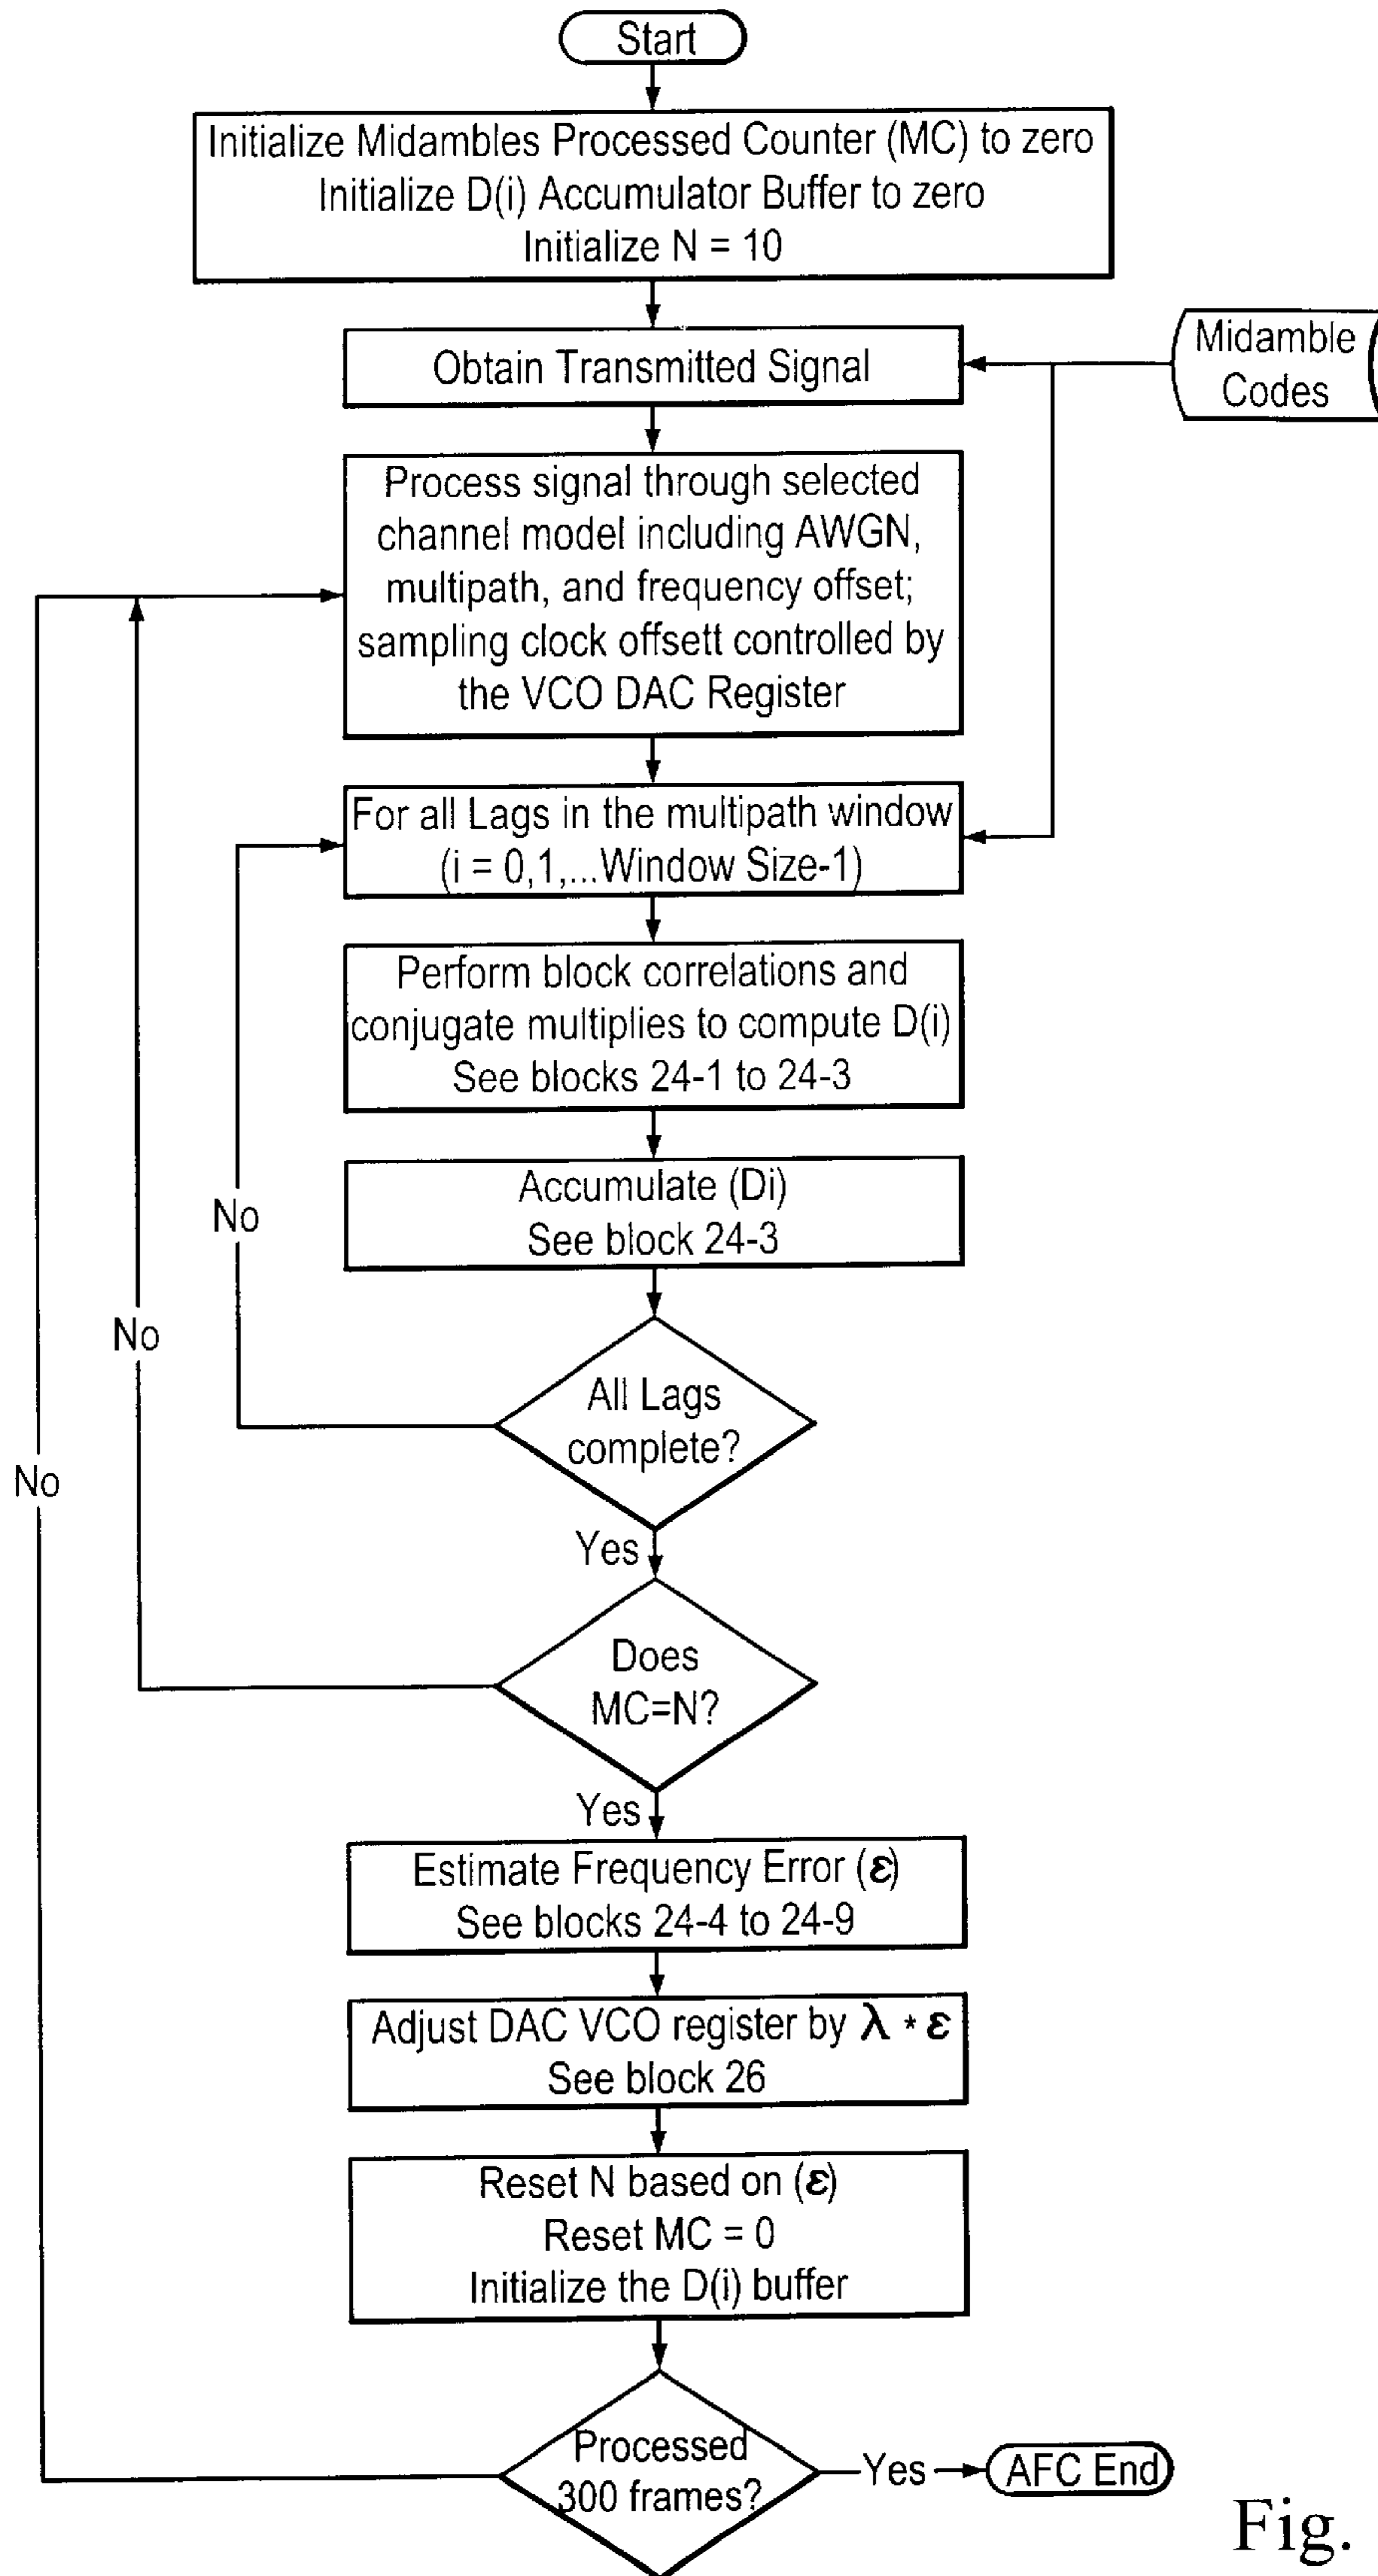 Start
Initialize Midambles Processed Counter (MC) to zero
Initialize D(i) Accumulator Buffer to zero
Initialize N = 10
Obtain Transmitted Signal
Midamble
Codes
Process signal through selected
channel model including AWGN,
multipath, and frequency offset;
sampling clock offsett controlled by
the VCO DAC Register
For all Lags in the multipath window
(i = 0,1,...Window Size-1)
Perform block correlations and
conjugate multiplies to compute D(i)
See blocks 24-1 to 24-3
Accumulate (Di)
See block 24-3
No
No
No
All Lags
complete?
Yes
Does
MC=N?
Yes
Estimate Frequency Error (ε)
See blocks 24-4 to 24-9
Adjust DAC VCO register by λ * ε
See block 26
Reset N based on (ε)
Reset MC = 0
Initialize the D(i) buffer
Processed
300 frames?
Yes
AFC End
Fig.